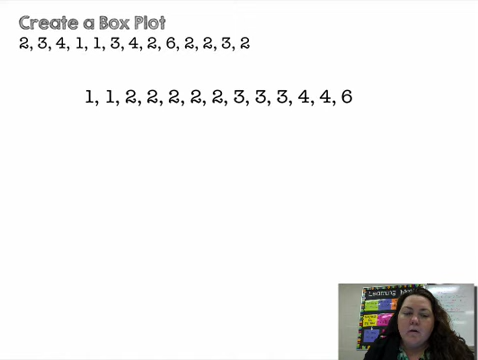 Create a Box Plot
2, 3, 4, 1, 1, 3, 4, 2, 6, 2, 2, 3, 2
1, 1, 2, 2, 2, 2, 2, 3, 3, 3, 4, 4, 6
Learning